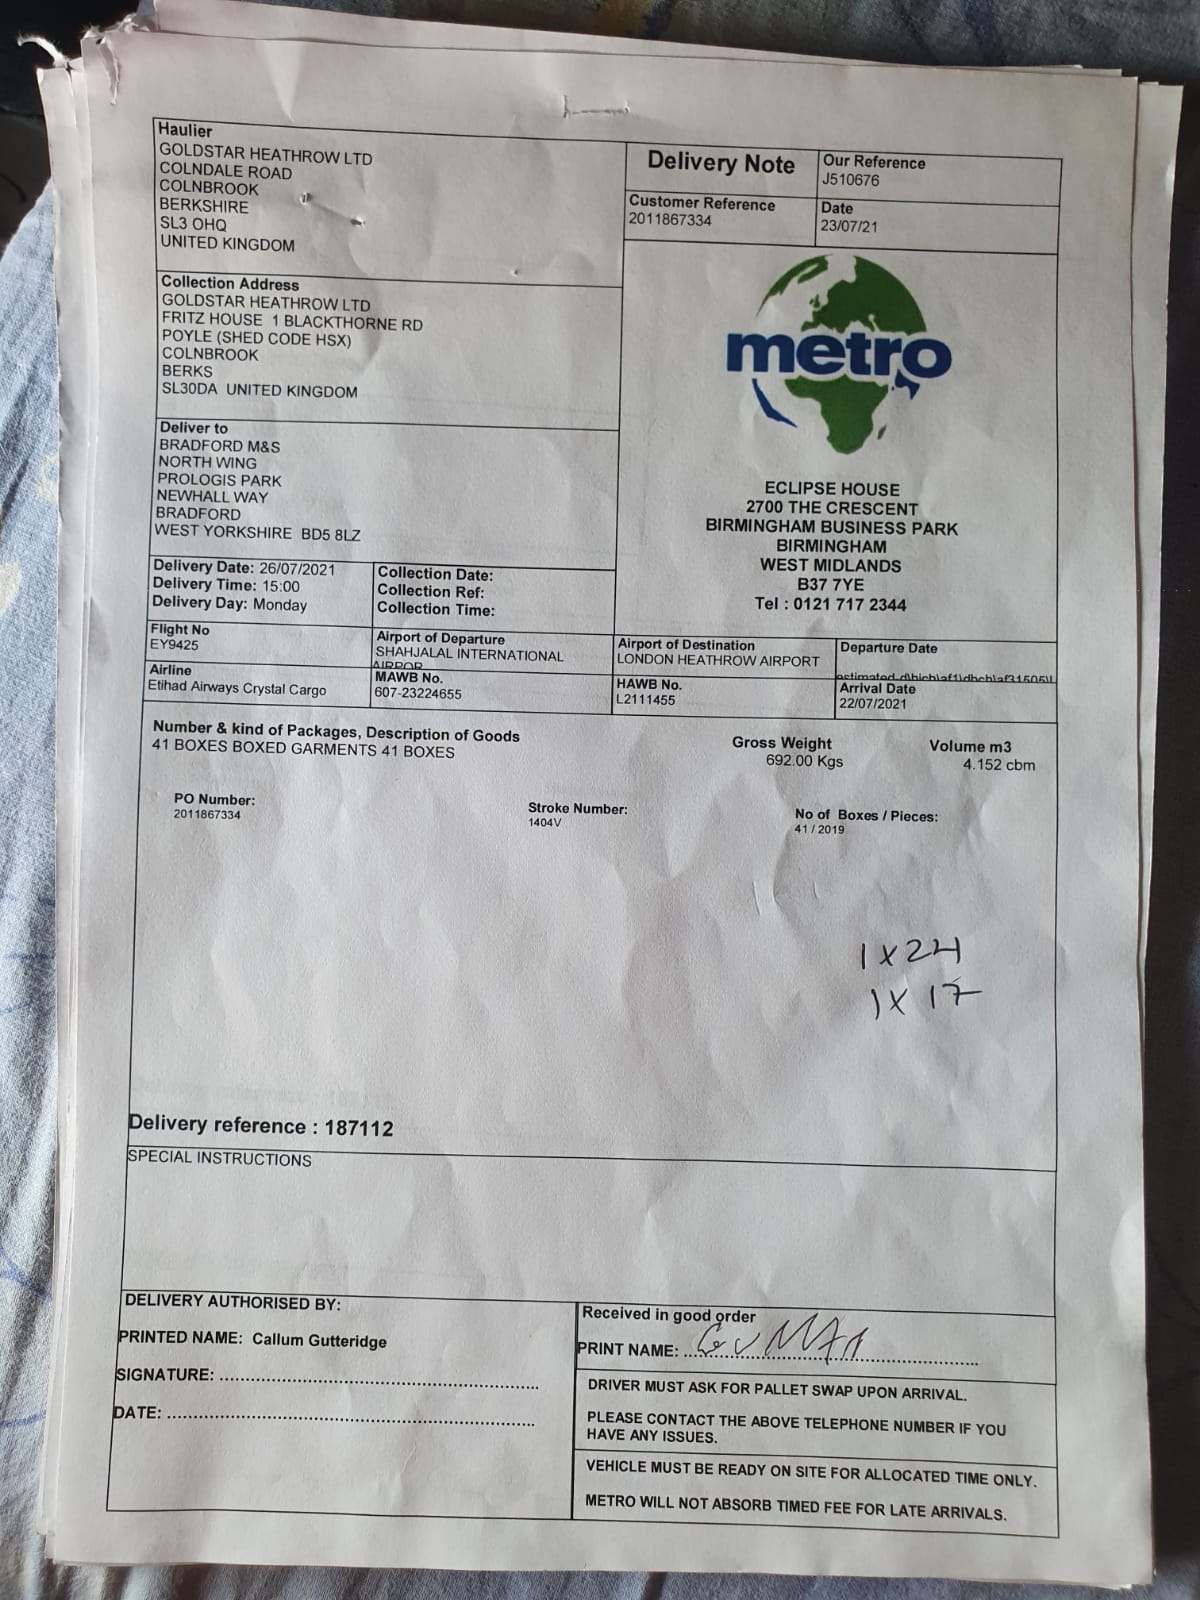 Haulier
GOLDSTAR HEATHROW LTD
COLNDALE ROAD
COLNBROOK
BERKSHIRE
SL3 OHQ
UNITED KINGDOM
Delivery Note
Our Reference
J510676
Customer Reference
2011867334
Date
23/07/21
Collection Address
GOLDSTAR HEATHROW LTD
FRITZ HOUSE 1 BLACKTHORNE RD
POYLE (SHED CODE HSX)
COLNBROOK
BERKS
SL30DA UNITED KINGDOM
metro
ECLIPSE HOUSE
2700 THE CRESCENT
BIRMINGHAM BUSINESS PARK
BIRMINGHAM
WEST MIDLANDS
B37 7YE
Tel : 0121 717 2344
Deliver to
BRADFORD M&S
NORTH WING
PROLOGIS PARK
NEWHALL WAY
BRADFORD
WEST YORKSHIRE BD5 8LZ
Delivery Date: 26/07/2021
Delivery Time: 15:00
Delivery Day: Monday
Collection Date:
Collection Ref:
Collection Time:
Flight No
EY9425
Airport of Departure
SHAHJALAL INTERNATIONAL
AIRPOR
Airport of Destination
LONDON HEATHROW AIRPORT
Departure Date
Airline
Etihad Airways Crystal Cargo
MAWB No.
607-23224655
HAWB No.
L2111455
Arrival Date
22/07/2021
Number & kind of Packages, Description of Goods
41 BOXES BOXED GARMENTS 41 BOXES
Gross Weight
692.00 Kgs
Volume m3
4.152 cbm
PO Number:
2011867334
Stroke Number:
1404V
No of Boxes / Pieces:
41 / 2019
1 X 24
1 X 17
Delivery reference : 187112
SPECIAL INSTRUCTIONS
DELIVERY AUTHORISED BY:
PRINTED NAME: Callum Gutteridge
SIGNATURE:
DATE:
Received in good order
PRINT NAME:
DRIVER MUST ASK FOR PALLET SWAP UPON ARRIVAL.
PLEASE CONTACT THE ABOVE TELEPHONE NUMBER IF YOU
HAVE ANY ISSUES.
VEHICLE MUST BE READY ON SITE FOR ALLOCATED TIME ONLY.
METRO WILL NOT ABSORB TIMED FEE FOR LATE ARRIVALS.